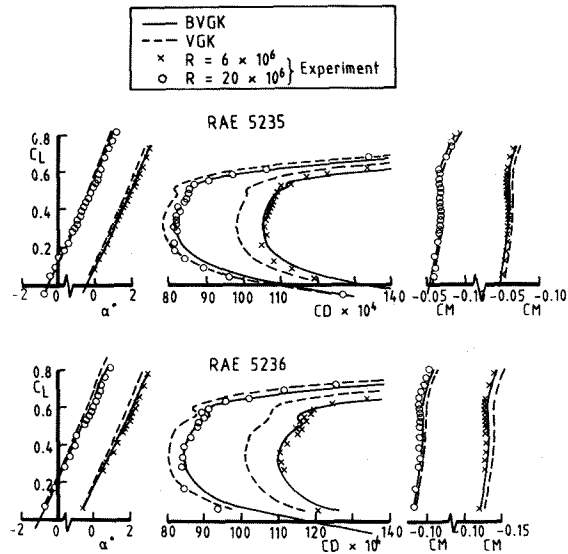 BVGK
VGK
× R = 6 × 10⁶
○ R = 20 × 10⁶ } Experiment
RAE 5235
0.8
C_L
0.6
0.4
0.2
-2 0 0 2 80 90 100 110 120 140 -0.05 -0.10 -0.05 -0.10
α° CD × 10⁴ CM CM
RAE 5236
0.8
C_L
0.6
0.4
0.2
-2 0 0 2 80 90 100 110 120 140 -0.10 -0.10 -0.15
α° CD × 10⁴ CM CM